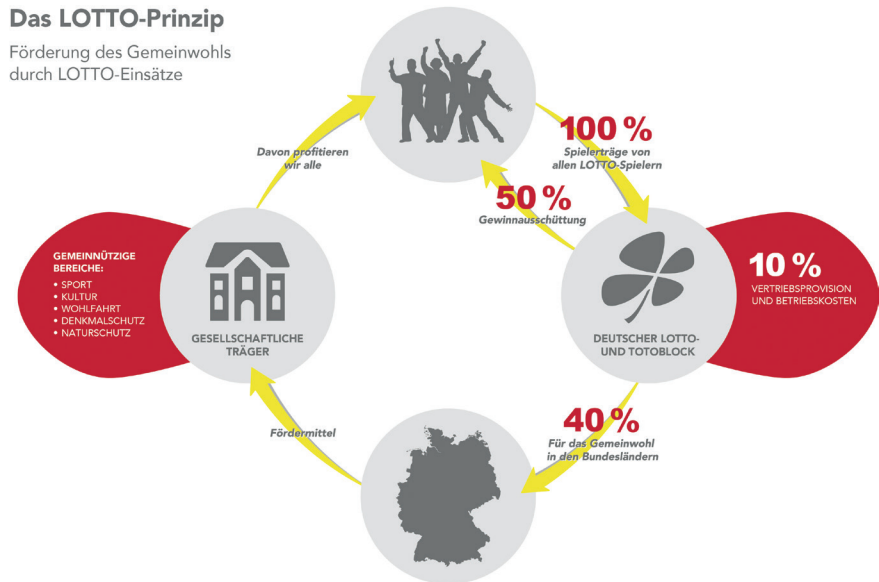 Das LOTTO-Prinzip
Förderung des Gemeinwohls
durch LOTTO-Einsätze
100 %
Spielerträge von
allen LOTTO-Spielern
Davon profitieren
wir alle
50 %
Gewinnausschüttung
GEMEINNÜTZIGE
BEREICHE:
• SPORT
• KULTUR
• WOHLFAHRT
• DENKMALSCHUTZ
• NATURSCHUTZ
GESELLSCHAFTLICHE
TRÄGER
DEUTSCHER LOTTO-
UND TOTOBLOCK
10 %
VERTRIEBSPROVISION
UND BETRIEBSKOSTEN
Fördermittel
40 %
Für das Gemeinwohl
in den Bundesländern